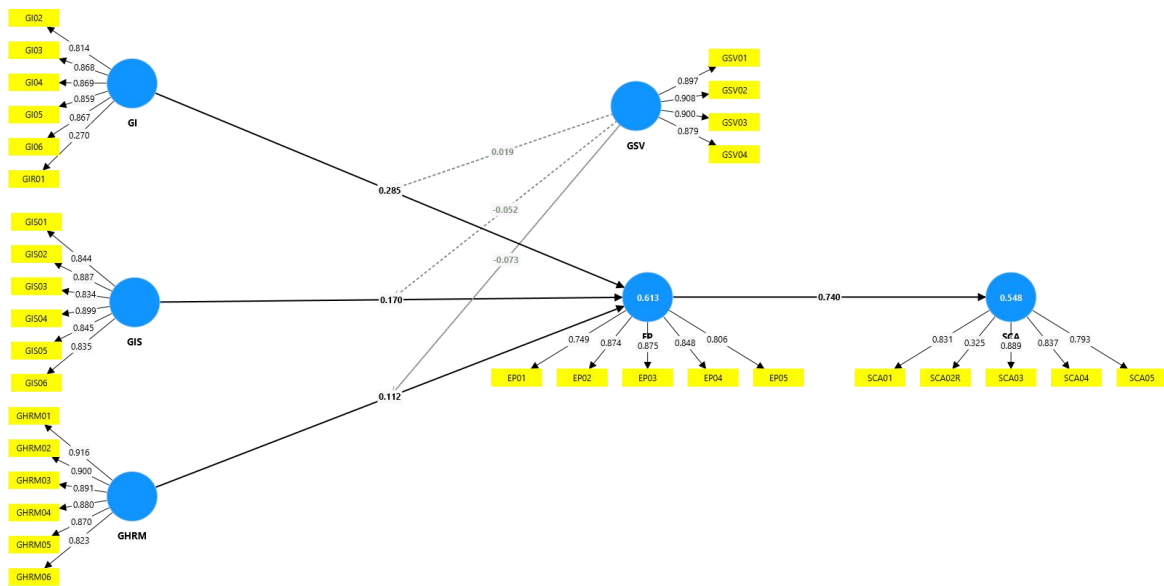 GI02
GI03
GI04
GI05
GI06
GIR01
0.814
0.868
0.869
0.859
0.867
0.270
GI
GSV01
GSV02
GSV03
GSV04
0.897
0.908
0.900
0.879
GSV
0.019
-0.052
-0.073
0.285
0.170
0.112
GIS01
GIS02
GIS03
GIS04
GIS05
GIS06
0.844
0.887
0.834
0.899
0.845
0.835
GIS
0.613
EP
0.749
0.874
0.875
0.848
0.806
EP01
EP02
EP03
EP04
EP05
0.740
0.548
SCA
0.831
0.325
0.889
0.837
0.793
SCA01
SCA02R
SCA03
SCA04
SCA05
GHRM01
GHRM02
GHRM03
GHRM04
GHRM05
GHRM06
0.916
0.900
0.891
0.880
0.870
0.823
GHRM